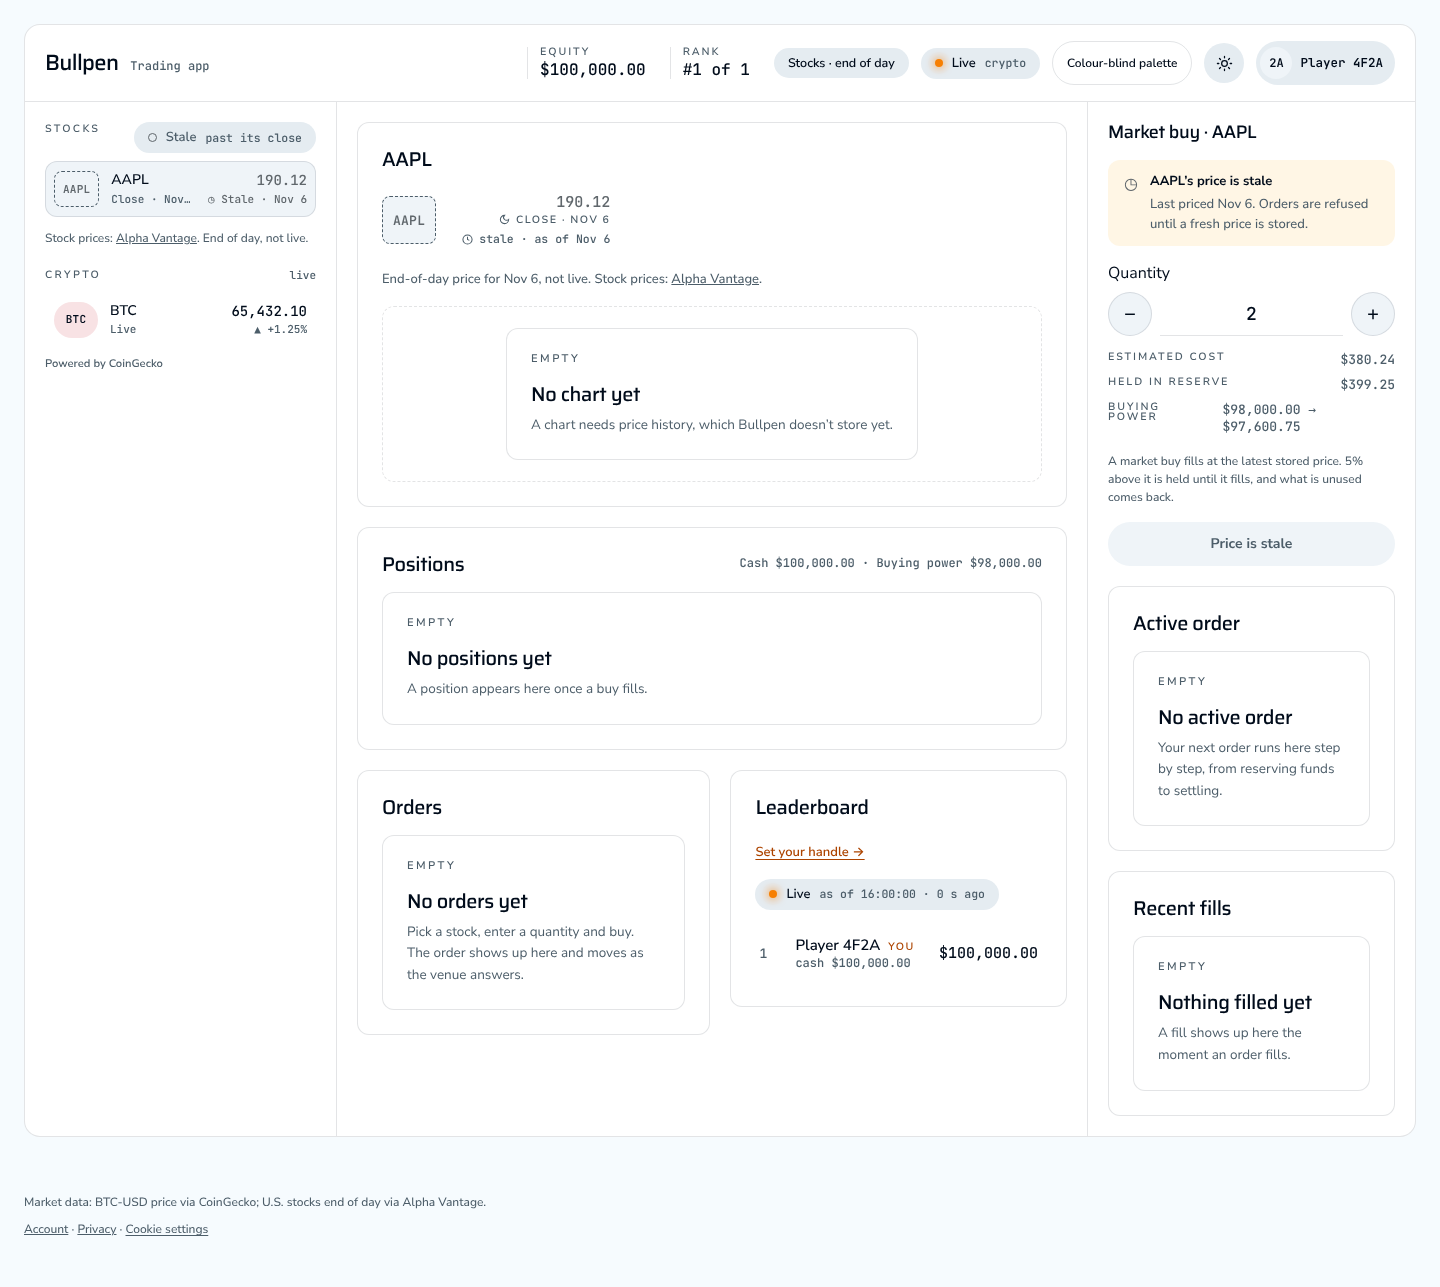 Bullpen Trading app
EQUITY
$100,000.00
RANK
#1 of 1
Stocks · end of day
Live crypto
Colour-blind palette
2A Player 4F2A
STOCKS
Stale past its close
AAPL
AAPL
190.12
Close · Nov…
Stale · Nov 6
Stock prices: Alpha Vantage. End of day, not live.
CRYPTO
live
BTC
BTC
65,432.10
Live
▲ +1.25%
Powered by CoinGecko
AAPL
AAPL
190.12
CLOSE · NOV 6
stale · as of Nov 6
End-of-day price for Nov 6, not live. Stock prices: Alpha Vantage.
EMPTY
No chart yet
A chart needs price history, which Bullpen doesn’t store yet.
Positions
Cash $100,000.00 · Buying power $98,000.00
EMPTY
No positions yet
A position appears here once a buy fills.
Orders
EMPTY
No orders yet
Pick a stock, enter a quantity and buy.
The order shows up here and moves as
the venue answers.
Leaderboard
Set your handle →
Live as of 16:00:00 · 0 s ago
1
Player 4F2A YOU
cash $100,000.00
$100,000.00
Market buy · AAPL
AAPL’s price is stale
Last priced Nov 6. Orders are refused
until a fresh price is stored.
Quantity
− 2 +
ESTIMATED COST
$380.24
HELD IN RESERVE
$399.25
BUYING
POWER
$98,000.00 →
$97,600.75
A market buy fills at the latest stored price. 5%
above it is held until it fills, and what is unused
comes back.
Price is stale
Active order
EMPTY
No active order
Your next order runs here step
by step, from reserving funds
to settling.
Recent fills
EMPTY
Nothing filled yet
A fill shows up here the
moment an order fills.
Market data: BTC-USD price via CoinGecko; U.S. stocks end of day via Alpha Vantage.
Account · Privacy · Cookie settings